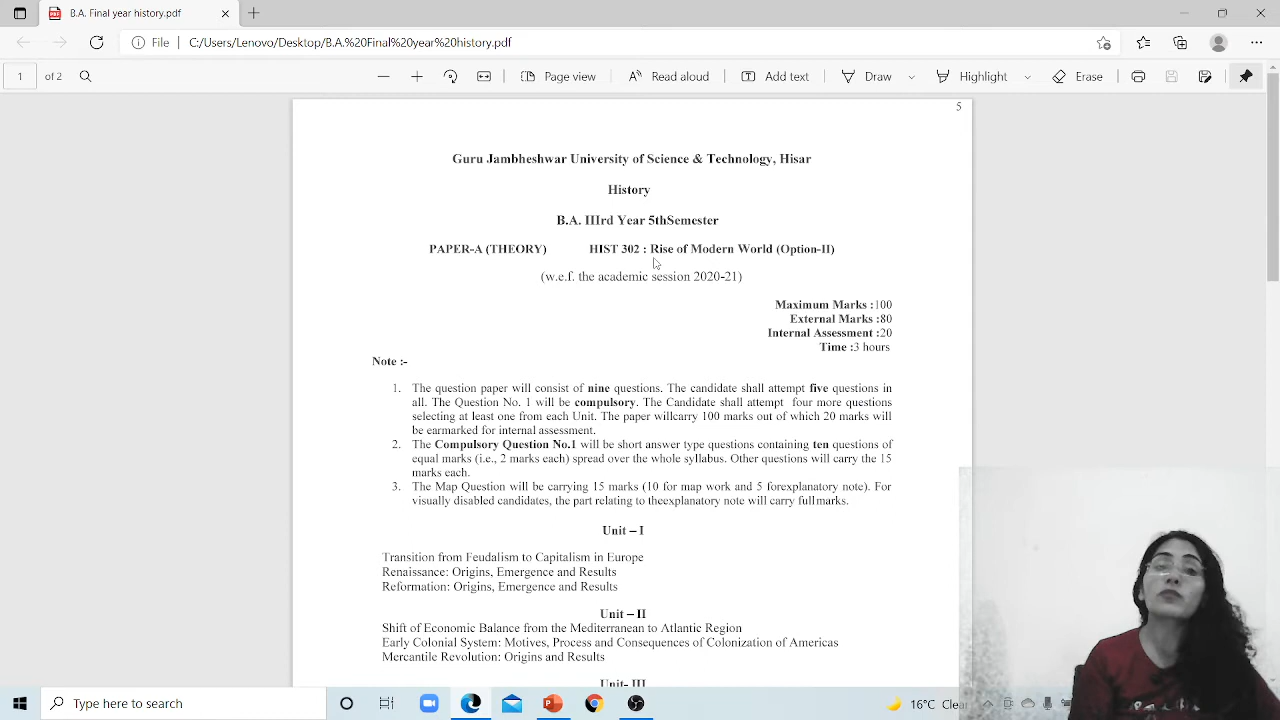 B.A. Final year history.pdf
File
C:/Users/Lenovo/Desktop/B.A.%20Final%20year%20history.pdf
1 of 2
Page view
Read aloud
Add text
Draw
Highlight
Erase
5
Guru Jambheshwar University of Science & Technology, Hisar
History
B.A. IIIrd Year 5thSemester
PAPER-A (THEORY) HIST 302 : Rise of Modern World (Option-II)
(w.e.f. the academic session 2020-21)
Maximum Marks :100
External Marks :80
Internal Assessment :20
Time :3 hours
Note :-
1. The question paper will consist of nine questions. The candidate shall attempt five questions in
all. The Question No. 1 will be compulsory. The Candidate shall attempt four more questions
selecting at least one from each Unit. The paper willcarry 100 marks out of which 20 marks will
be earmarked for internal assessment.
2. The Compulsory Question No.1 will be short answer type questions containing ten questions of
equal marks (i.e., 2 marks each) spread over the whole syllabus. Other questions will carry the 15
marks each.
3. The Map Question will be carrying 15 marks (10 for map work and 5 forexplanatory note). For
visually disabled candidates, the part relating to theexplanatory note will carry fullmarks.
Unit – I
Transition from Feudalism to Capitalism in Europe
Renaissance: Origins, Emergence and Results
Reformation: Origins, Emergence and Results
Unit – II
Shift of Economic Balance from the Mediterranean to Atlantic Region
Early Colonial System: Motives, Process and Consequences of Colonization of Americas
Mercantile Revolution: Origins and Results
Unit- III
Type here to search
16°C Clear